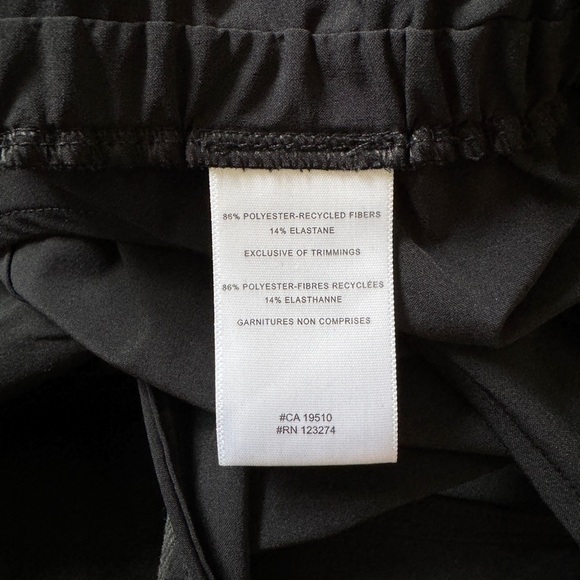 86% POLYESTER-RECYCLED FIBERS
14% ELASTANE
EXCLUSIVE OF TRIMMINGS
86% POLYESTER-FIBRES RECYCLÉES
14% ELASTHANNE
GARNITURES NON COMPRISES
#CA 19510
#RN 123274